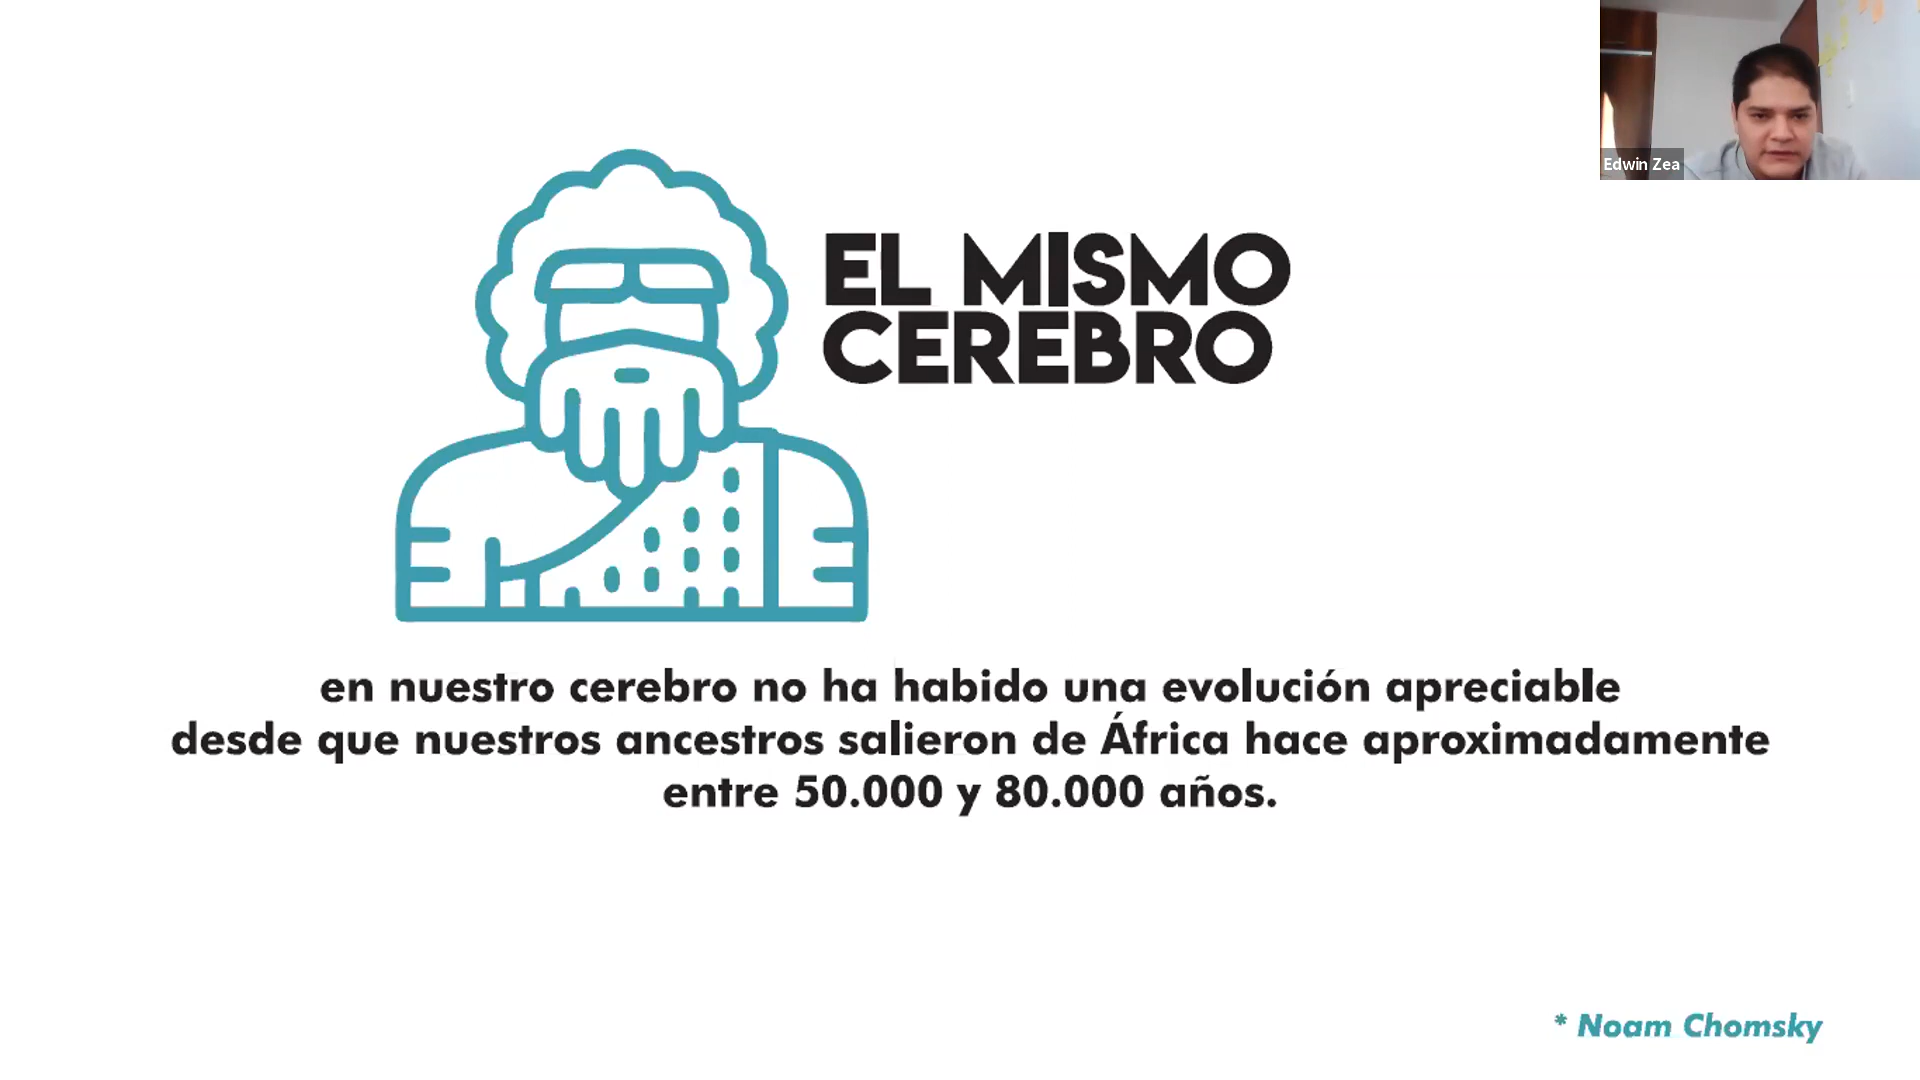 Edwin Zea
EL MISMO
CEREBRO
en nuestro cerebro no ha habido una evolución apreciable
desde que nuestros ancestros salieron de África hace aproximadamente
entre 50.000 y 80.000 años.
* Noam Chomsky